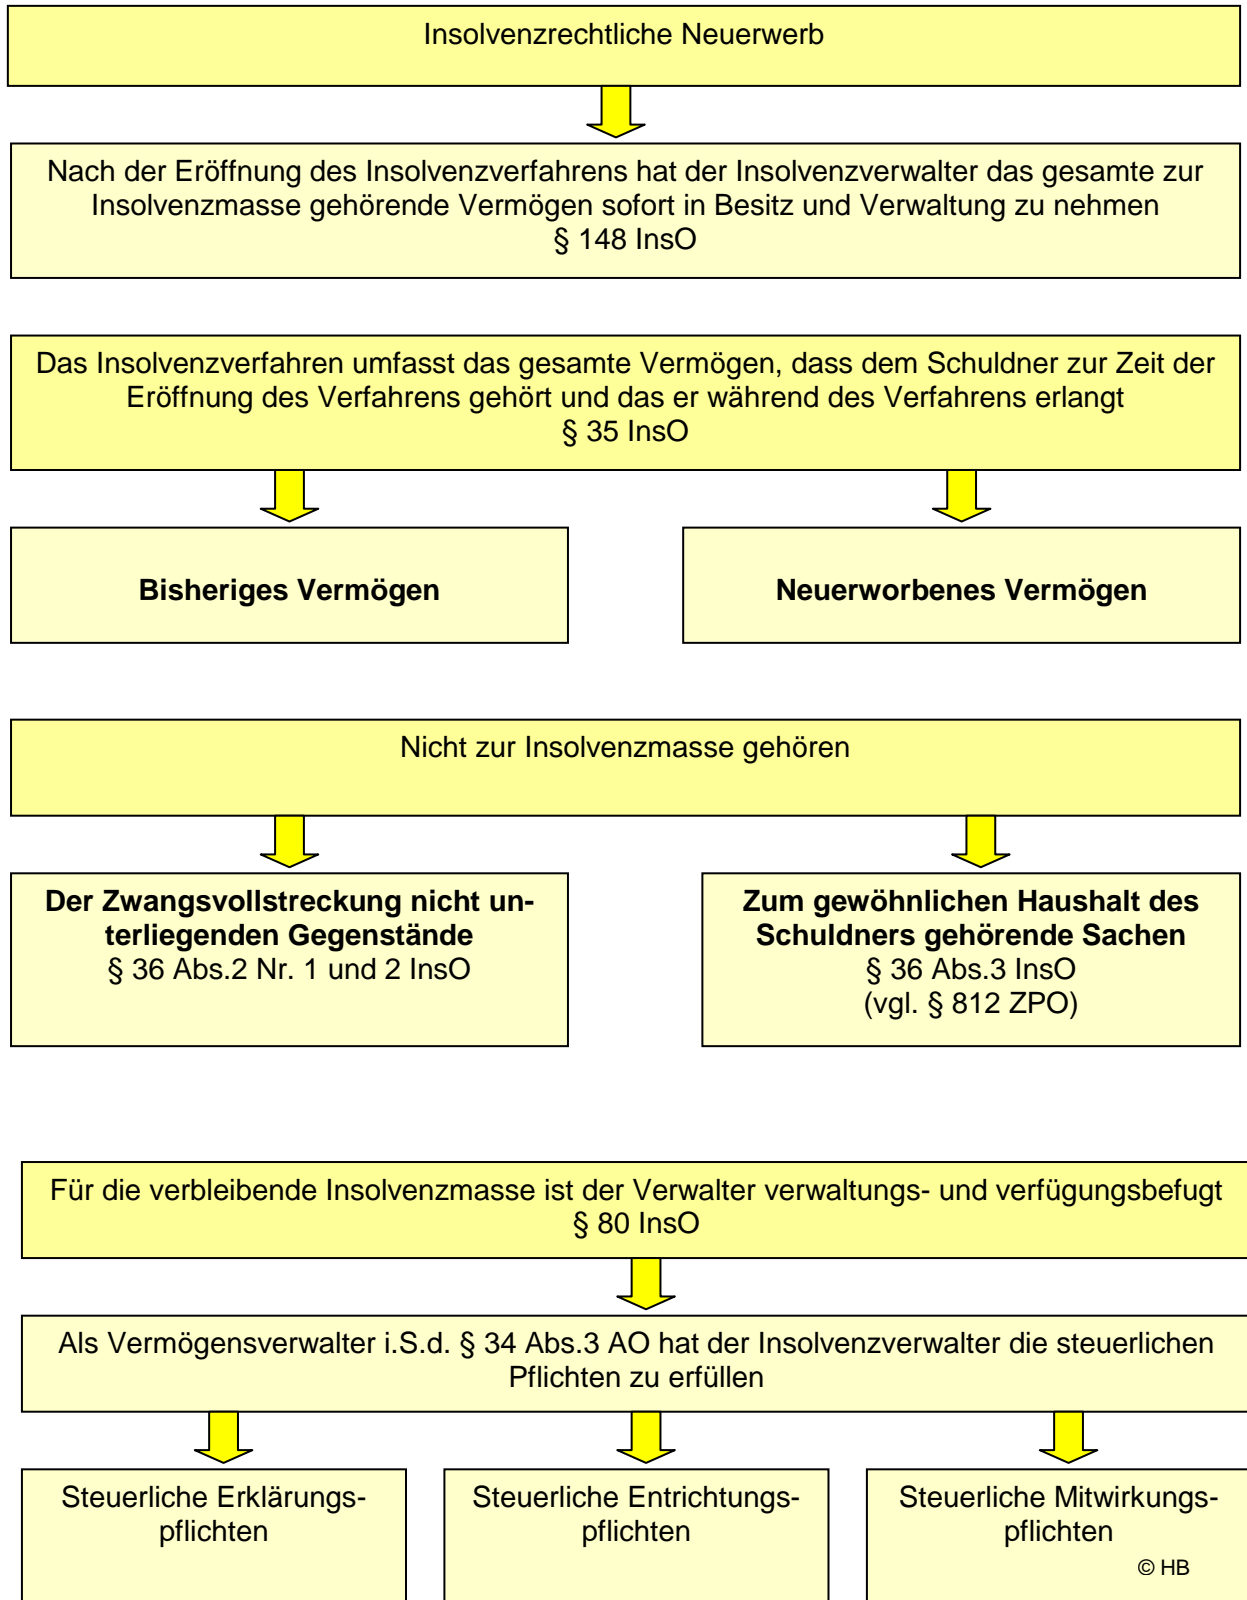 Insolvenzrechtliche Neuerwerb
Nach der Eröffnung des Insolvenzverfahrens hat der Insolvenzverwalter das gesamte zur
Insolvenzmasse gehörende Vermögen sofort in Besitz und Verwaltung zu nehmen
§ 148 InsO
Das Insolvenzverfahren umfasst das gesamte Vermögen, dass dem Schuldner zur Zeit der
Eröffnung des Verfahrens gehört und das er während des Verfahrens erlangt
§ 35 InsO
Bisheriges Vermögen
Neuerworbenes Vermögen
Nicht zur Insolvenzmasse gehören
Der Zwangsvollstreckung nicht un-
terliegenden Gegenstände
§ 36 Abs.2 Nr. 1 und 2 InsO
Zum gewöhnlichen Haushalt des
Schuldners gehörende Sachen
§ 36 Abs.3 InsO
(vgl. § 812 ZPO)
Für die verbleibende Insolvenzmasse ist der Verwalter verwaltungs- und verfügungsbefugt
§ 80 InsO
Als Vermögensverwalter i.S.d. § 34 Abs.3 AO hat der Insolvenzverwalter die steuerlichen
Pflichten zu erfüllen
Steuerliche Erklärungs-
pflichten
Steuerliche Entrichtungs-
pflichten
Steuerliche Mitwirkungs-
pflichten
© HB